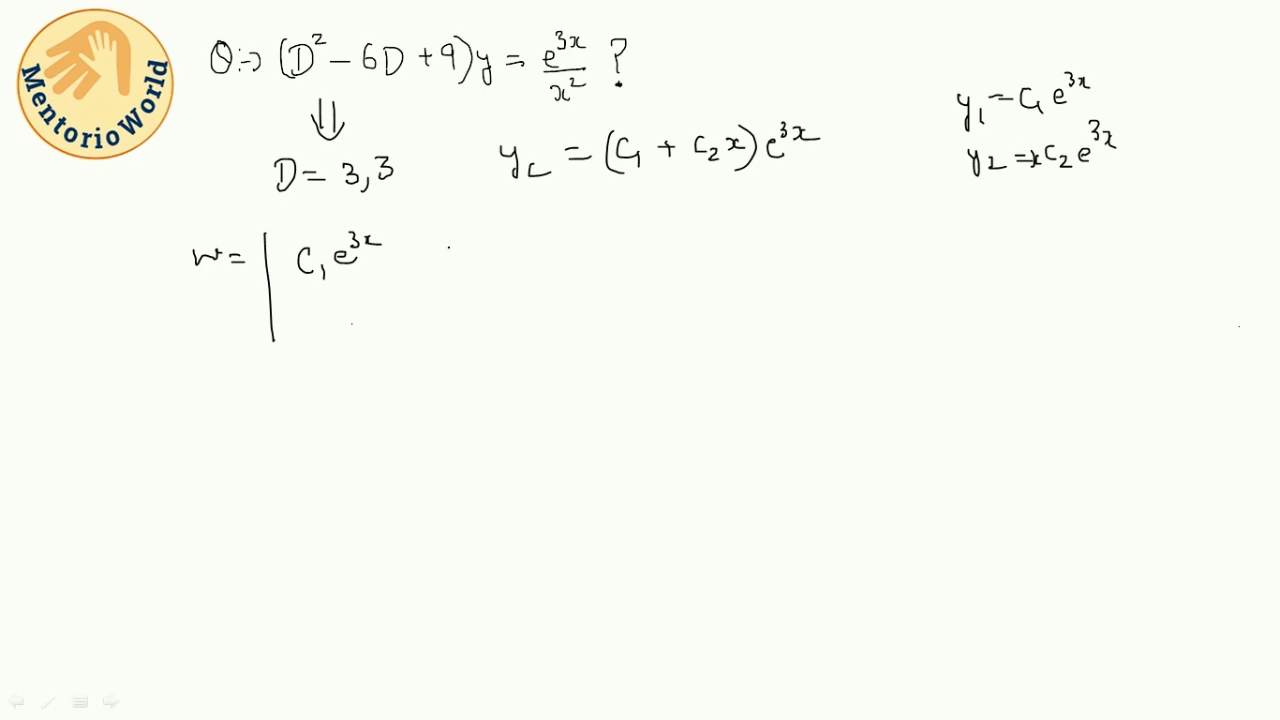 MentorioWorld
Q:→ (D² - 6D + 9)y = e^{3x}/x² ?
⇓
D = 3, 3
y_c = (C₁ + C₂x)e^{3x}
y₁ = C₁e^{3x}
y₂ = xC₂e^{3x}
w = | C₁e^{3x}